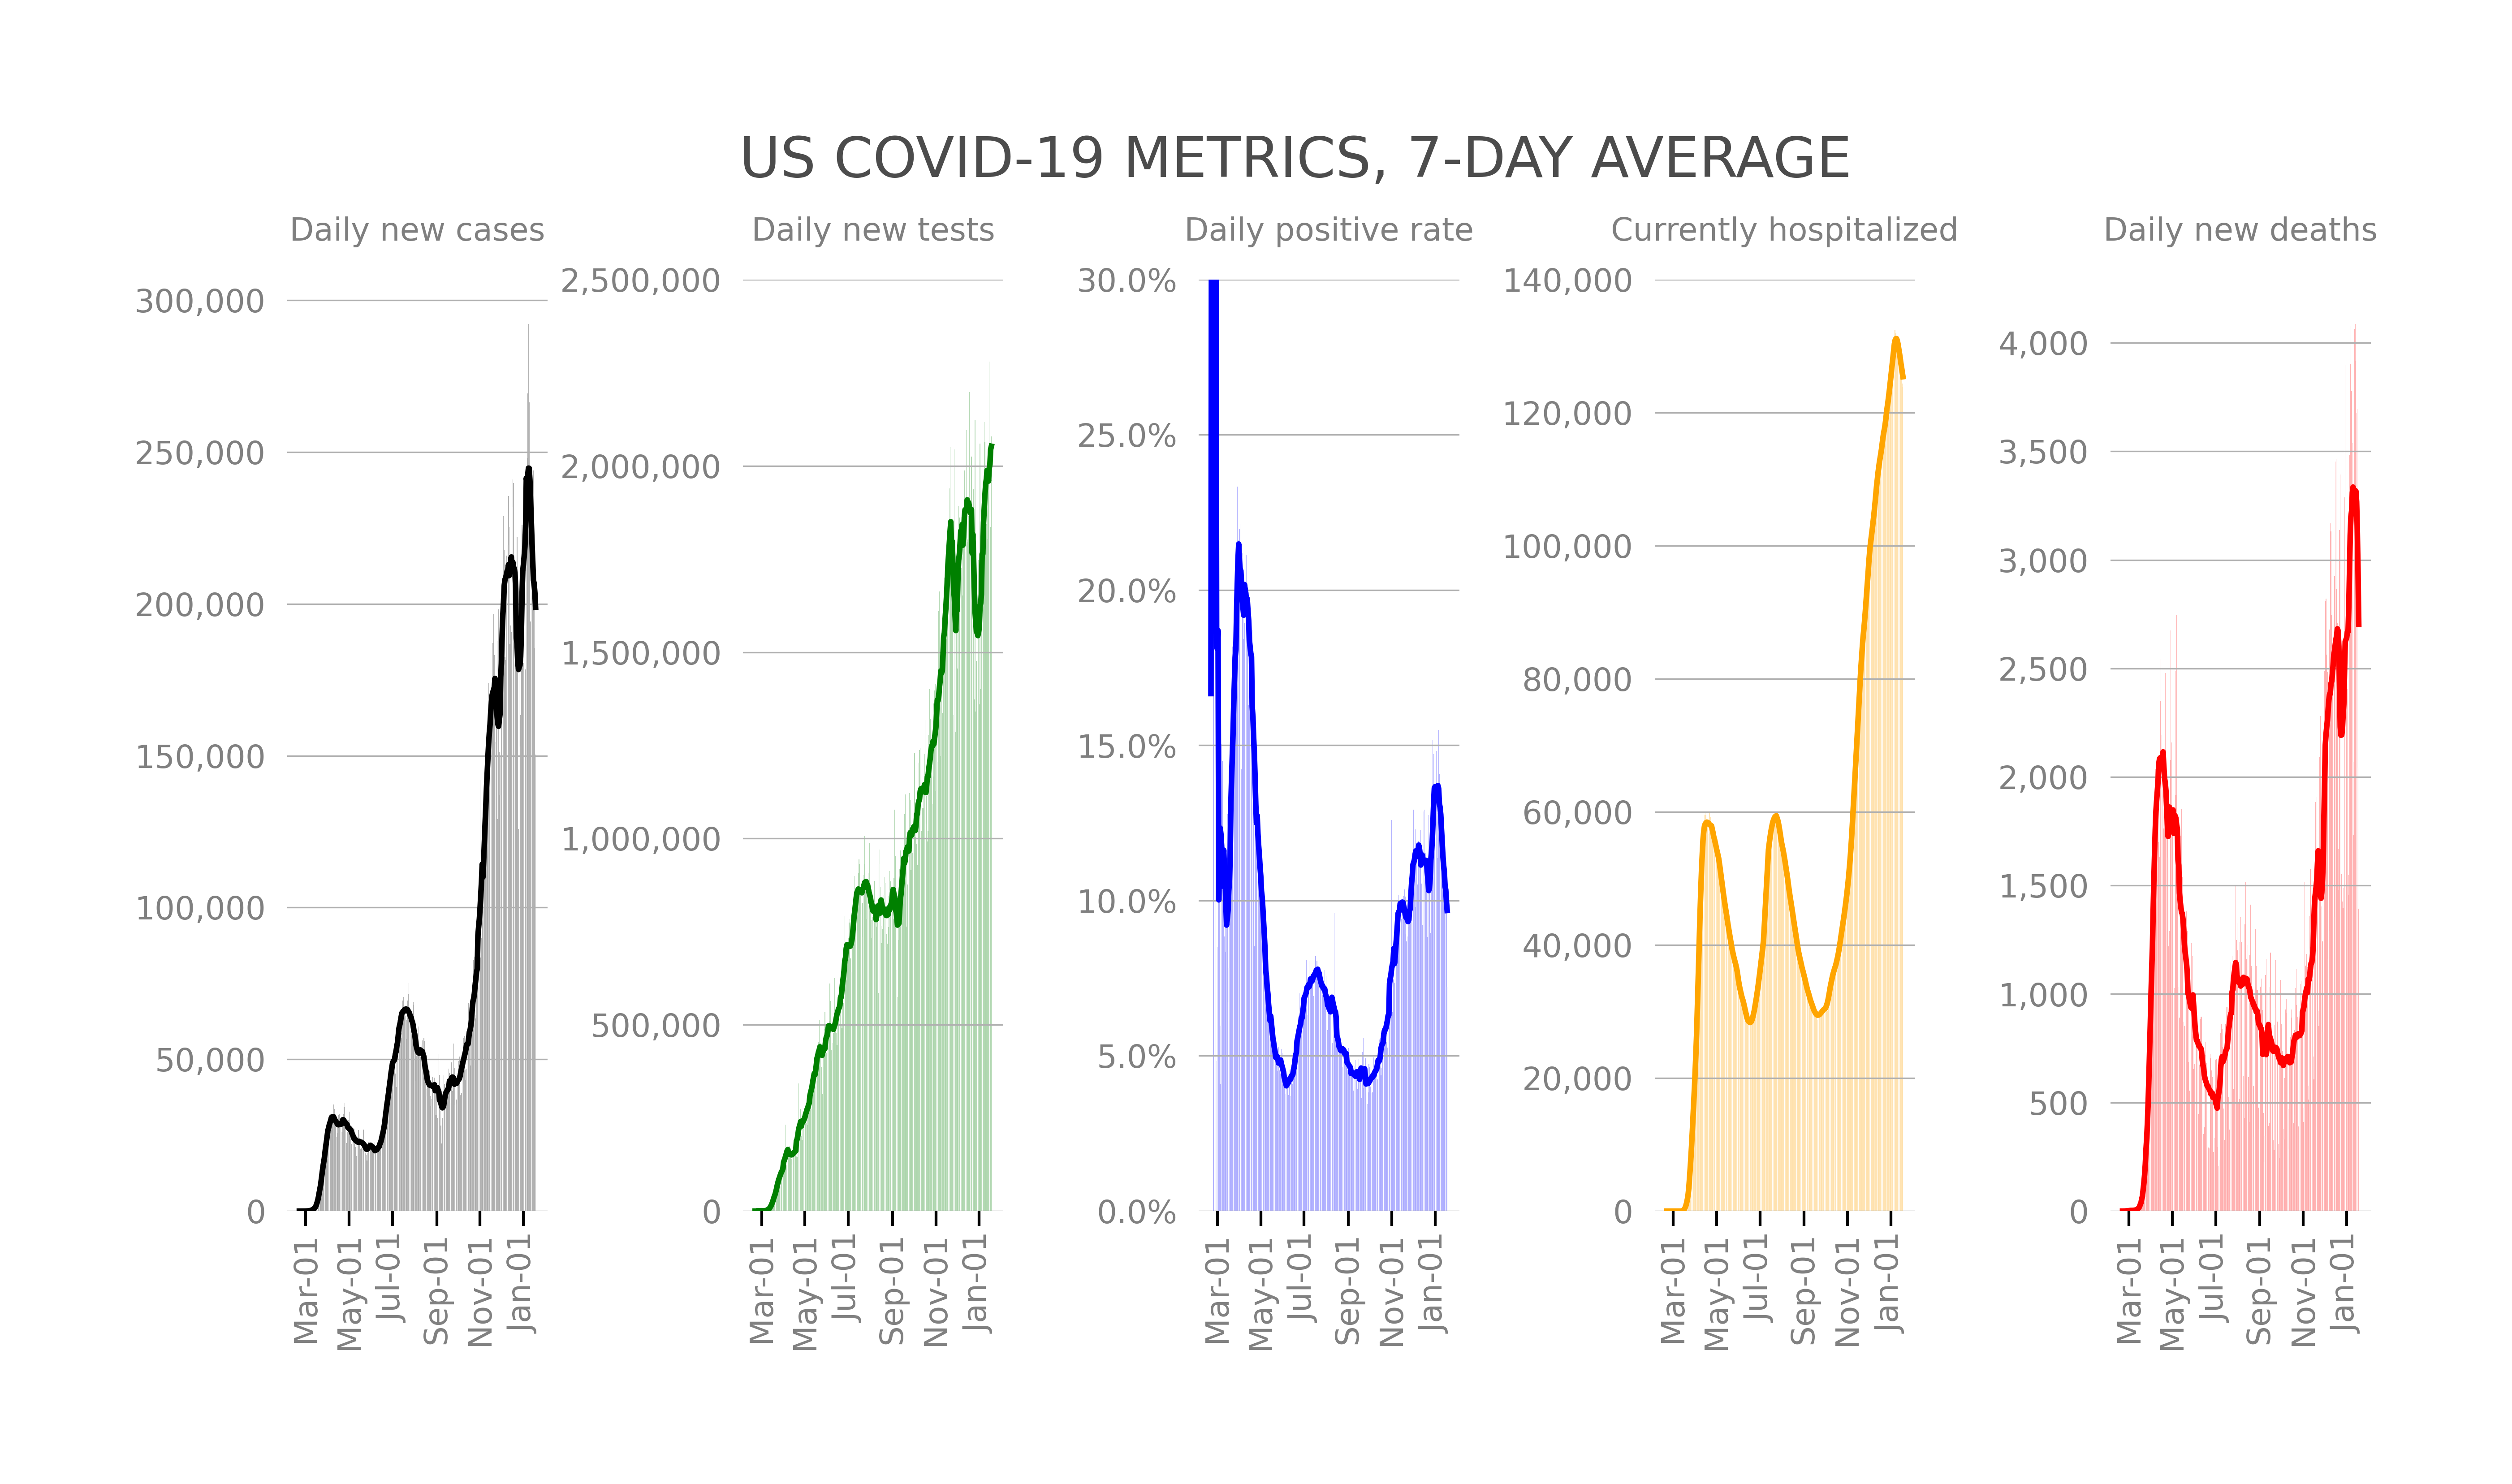 US COVID-19 METRICS, 7-DAY AVERAGE
Daily new cases
300,000
250,000
200,000
150,000
100,000
50,000
0
Mar-01
May-01
Jul-01
Sep-01
Nov-01
Jan-01
Daily new tests
2,500,000
2,000,000
1,500,000
1,000,000
500,000
0
Mar-01
May-01
Jul-01
Sep-01
Nov-01
Jan-01
Daily positive rate
30.0%
25.0%
20.0%
15.0%
10.0%
5.0%
0.0%
Mar-01
May-01
Jul-01
Sep-01
Nov-01
Jan-01
Currently hospitalized
140,000
120,000
100,000
80,000
60,000
40,000
20,000
0
Mar-01
May-01
Jul-01
Sep-01
Nov-01
Jan-01
Daily new deaths
4,000
3,500
3,000
2,500
2,000
1,500
1,000
500
0
Mar-01
May-01
Jul-01
Sep-01
Nov-01
Jan-01